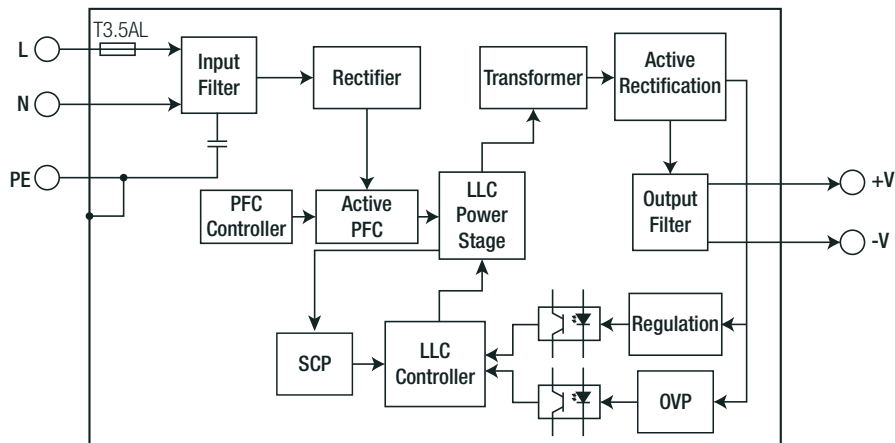 L
T3.5AL
Input
Filter
Rectifier
Transformer
Active
Rectification
N
PE
PFC
Controller
Active
PFC
LLC
Power
Stage
Output
Filter
+V
-V
SCP
LLC
Controller
Regulation
OVP